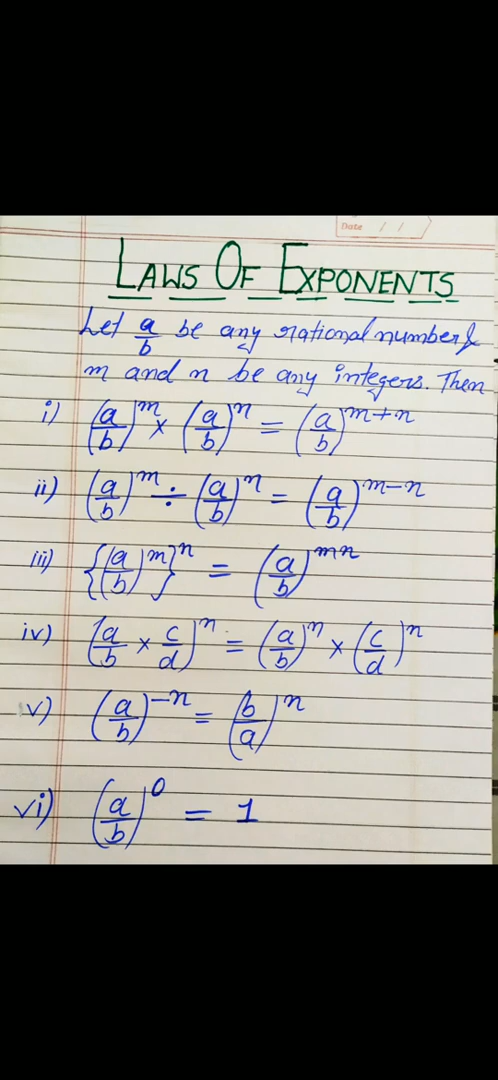 Date / /
LAWS OF EXPONENTS
Let a/b be any rational number &
m and n be any integers. Then
i) (a/b)^m × (a/b)^n = (a/b)^m+n
ii) (a/b)^m ÷ (a/b)^n = (a/b)^m-n
iii) {(a/b)^m}^n = (a/b)^mn
iv) (a/b × c/d)^n = (a/b)^n × (c/d)^n
v) (a/b)^-n = (b/a)^n
vi) (a/b)^0 = 1